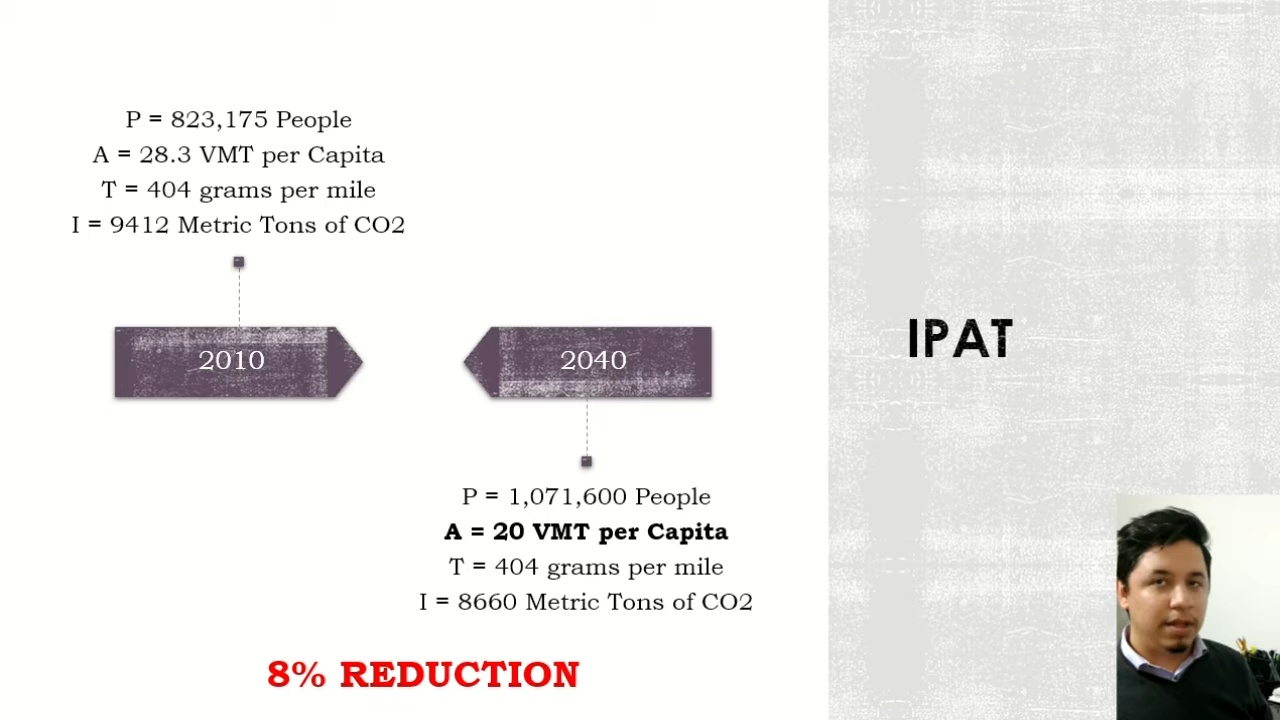 P = 823,175 People
A = 28.3 VMT per Capita
T = 404 grams per mile
I = 9412 Metric Tons of CO2
2010
2040
IPAT
P = 1,071,600 People
A = 20 VMT per Capita
T = 404 grams per mile
I = 8660 Metric Tons of CO2
8% REDUCTION